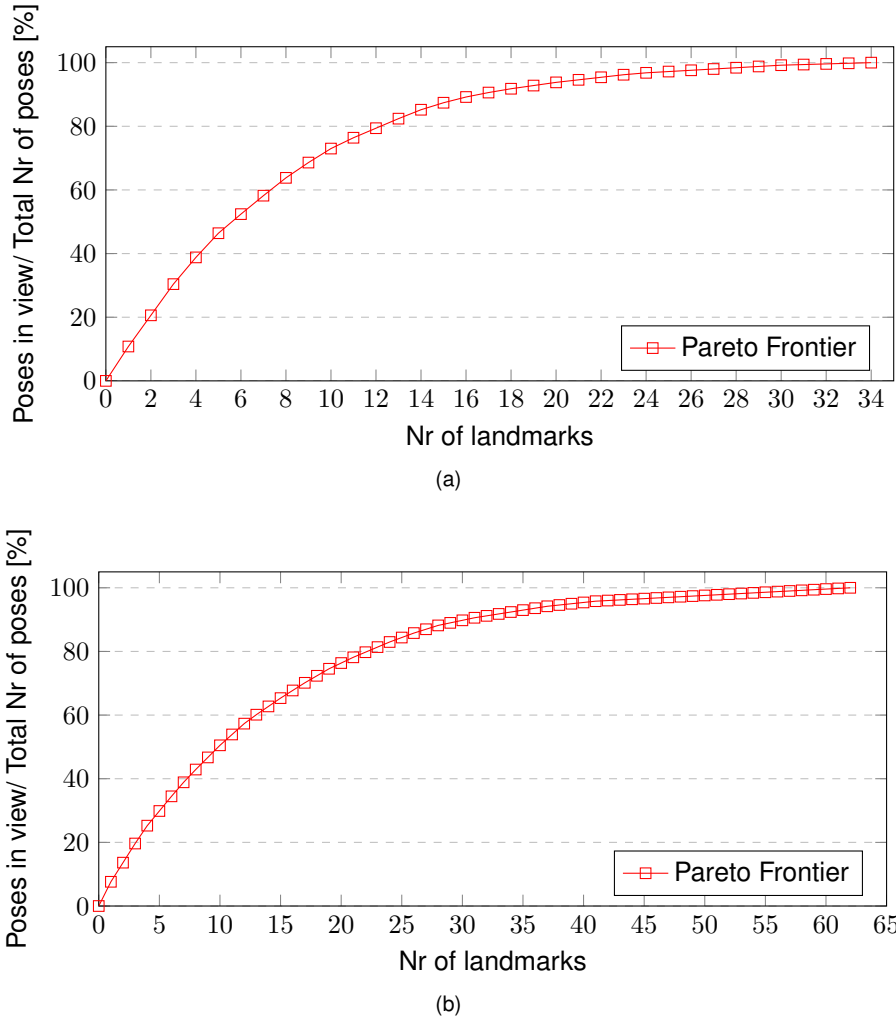 Poses in view/ Total Nr of poses [%]
100
80
60
40
20
0
0 2 4 6 8 10 12 14 16 18 20 22 24 26 28 30 32 34
Pareto Frontier
Nr of landmarks
(a)
Poses in view/ Total Nr of poses [%]
100
80
60
40
20
0
0 5 10 15 20 25 30 35 40 45 50 55 60 65
Pareto Frontier
Nr of landmarks
(b)